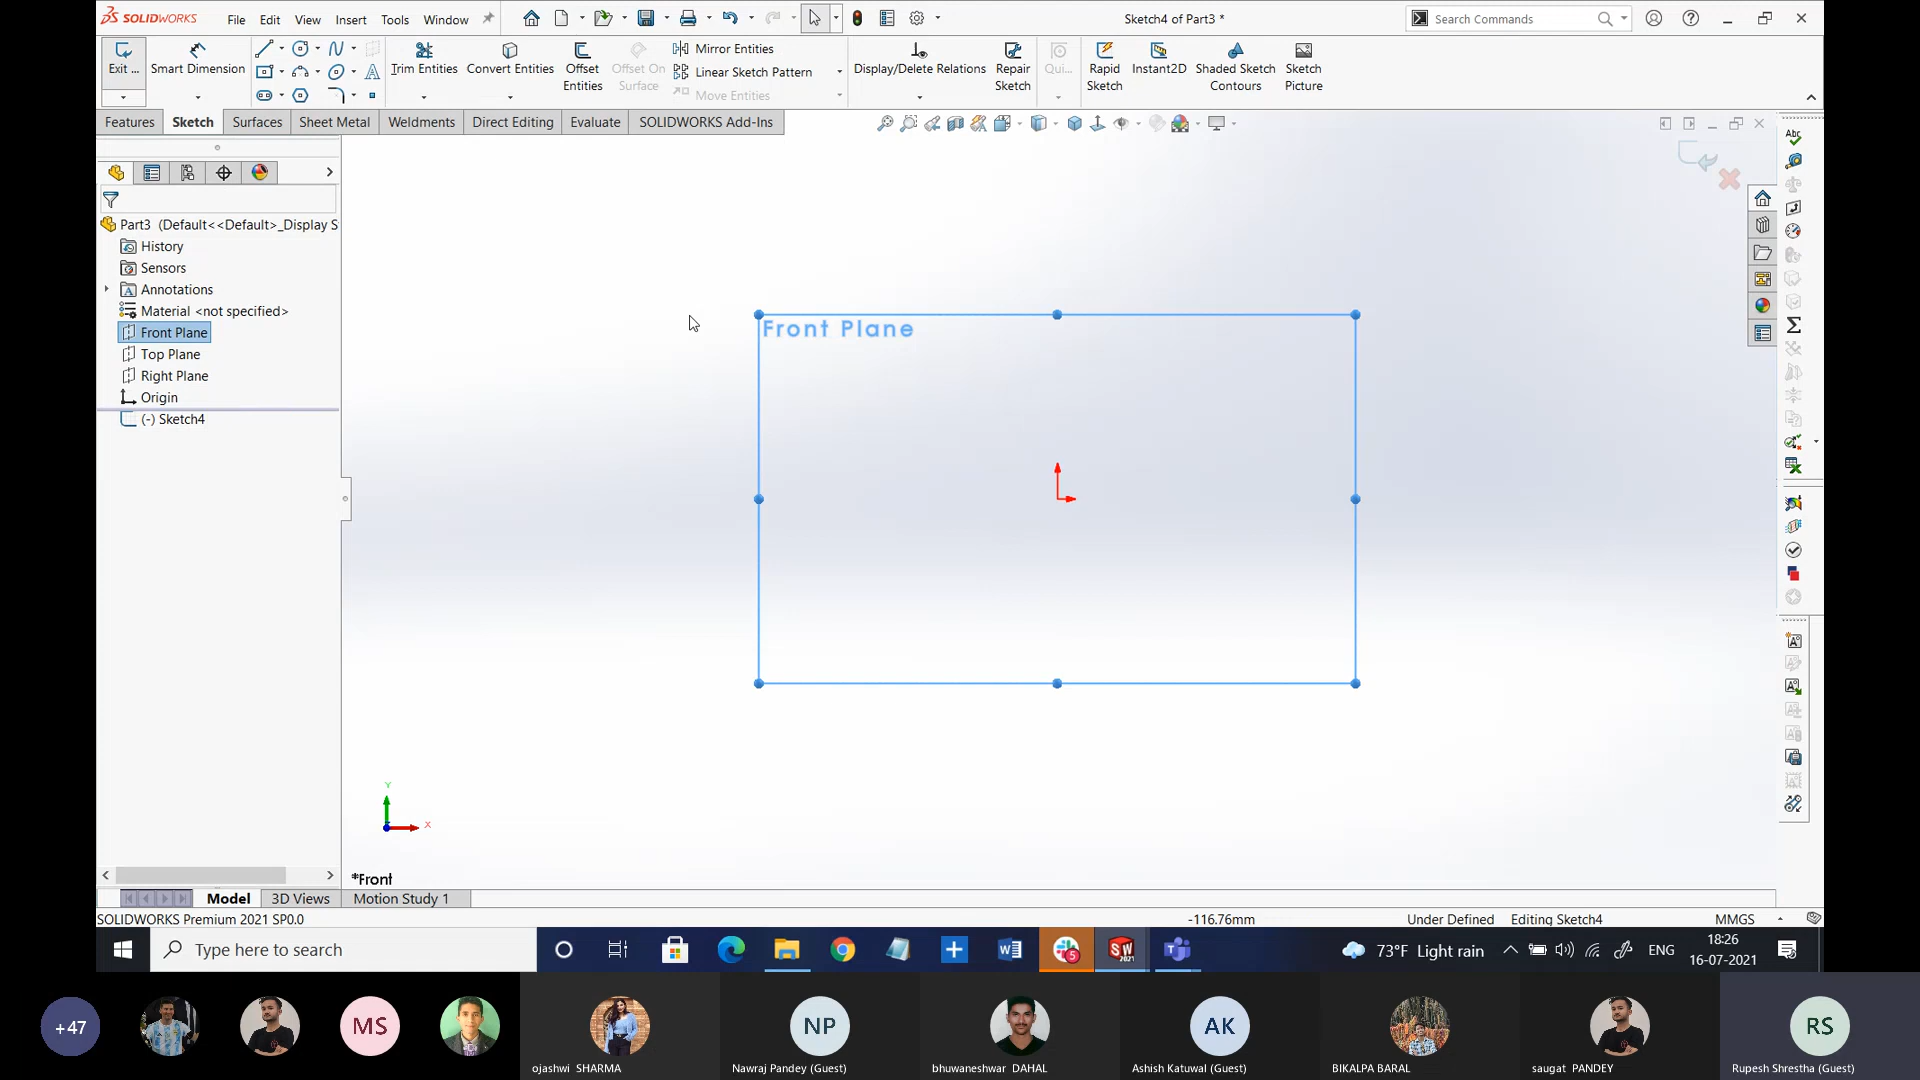 SOLIDWORKS File Edit View Insert Tools Window Sketch4 of Part3 * Search Commands
Exit ... Smart Dimension Trim Entities Convert Entities Offset Entities Offset On Surface Mirror Entities
Linear Sketch Pattern
Move Entities
Display/Delete Relations Repair Sketch Qui... Rapid Sketch Instant2D Shaded Sketch Contours Sketch Picture
Features Sketch Surfaces Sheet Metal Weldments Direct Editing Evaluate SOLIDWORKS Add-Ins
Part3 (Default<<Default>_Display S
History
Sensors
Annotations
Material <not specified>
Front Plane
Top Plane
Right Plane
Origin
(-) Sketch4
Front Plane
Abc
Y
X
*Front
Model 3D Views Motion Study 1
SOLIDWORKS Premium 2021 SP0.0 -116.76mm Under Defined Editing Sketch4 MMGS
Type here to search 73°F Light rain ENG 18:26
16-07-2021
+47 MS NP AK RS
ojashwi SHARMA Nawraj Pandey (Guest) bhuwaneshwar DAHAL Ashish Katuwal (Guest) BIKALPA BARAL saugat PANDEY Rupesh Shrestha (Guest)